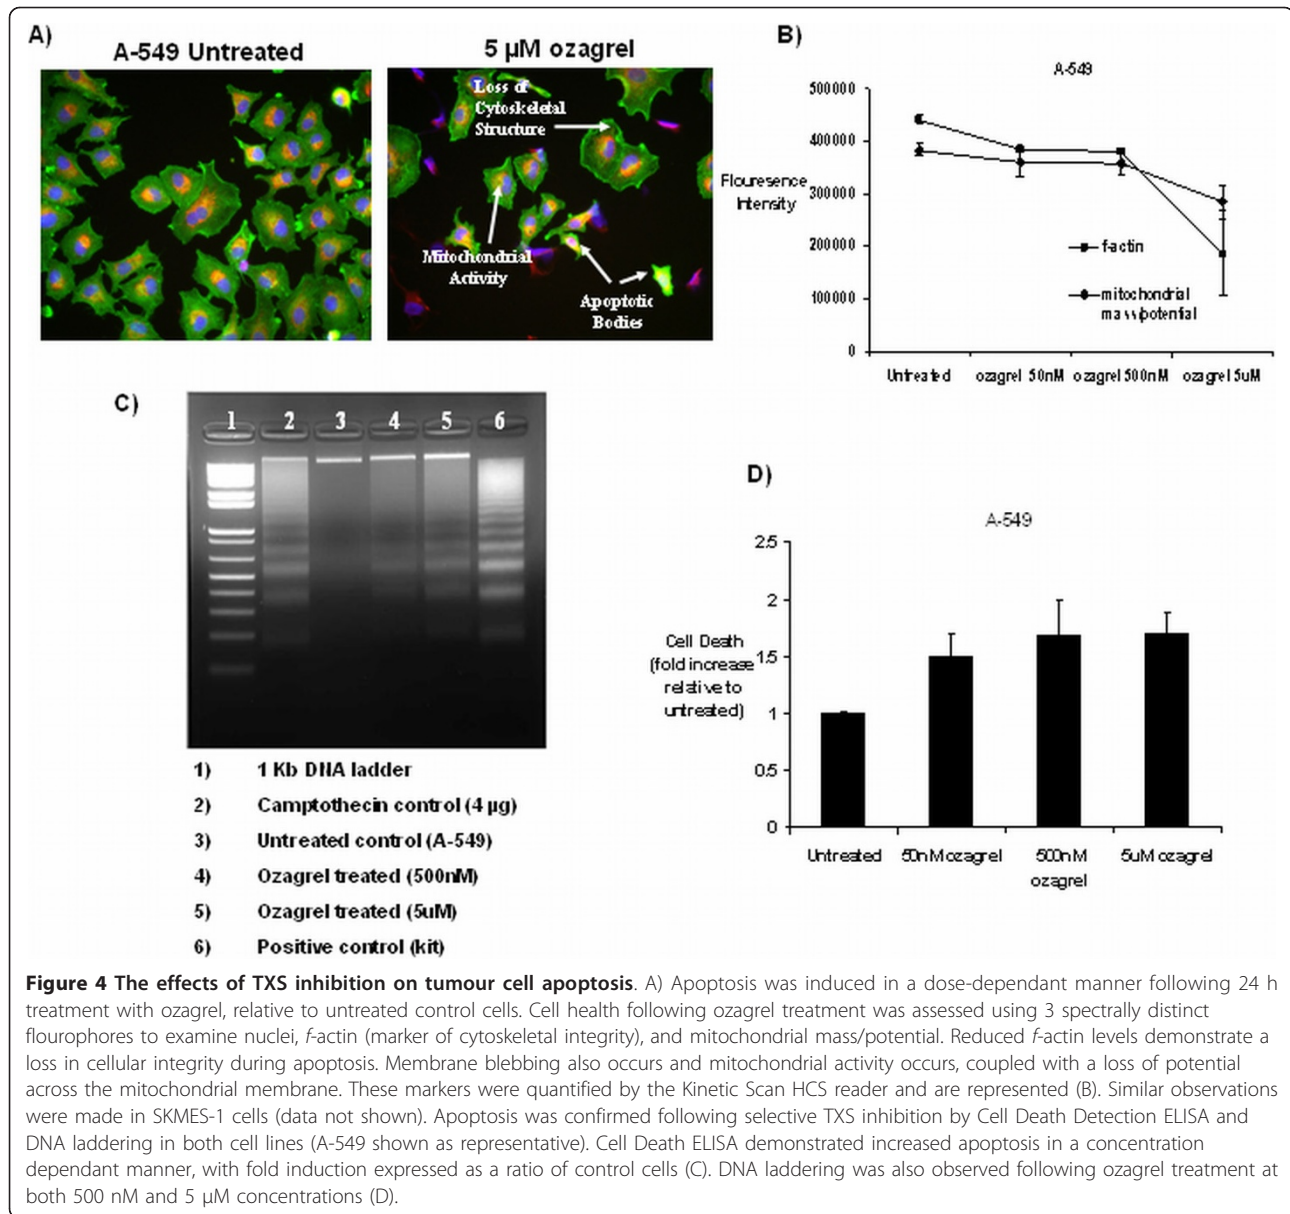 A)
A-549 Untreated
5 µM ozagrel
Loss of
Cytoskeletal
Structure
Mitochondrial
Activity
Apoptotic
Bodies
B)
A-549
500000
400000
300000
200000
100000
0
Flouresence
Intensity
f-actin
mitochondrial
mass/potential
Untreated
ozagrel 50nM
ozagrel 500nM
ozagrel 5uM
C)
1 2 3 4 5 6
1) 1 Kb DNA ladder
2) Camptothecin control (4 µg)
3) Untreated control (A-549)
4) Ozagrel treated (500nM)
5) Ozagrel treated (5uM)
6) Positive control (kit)
D)
A-549
2.5
2
1.5
1
0.5
0
Cell Death
(fold increase
relative to
untreated)
Untreated
50nM ozagrel
500nM
ozagrel
5uM ozagrel
Figure 4 The effects of TXS inhibition on tumour cell apoptosis. A) Apoptosis was induced in a dose-dependant manner following 24 h
treatment with ozagrel, relative to untreated control cells. Cell health following ozagrel treatment was assessed using 3 spectrally distinct
flourophores to examine nuclei, f-actin (marker of cytoskeletal integrity), and mitochondrial mass/potential. Reduced f-actin levels demonstrate a
loss in cellular integrity during apoptosis. Membrane blebbing also occurs and mitochondrial activity occurs, coupled with a loss of potential
across the mitochondrial membrane. These markers were quantified by the Kinetic Scan HCS reader and are represented (B). Similar observations
were made in SKMES-1 cells (data not shown). Apoptosis was confirmed following selective TXS inhibition by Cell Death Detection ELISA and
DNA laddering in both cell lines (A-549 shown as representative). Cell Death ELISA demonstrated increased apoptosis in a concentration
dependant manner, with fold induction expressed as a ratio of control cells (C). DNA laddering was also observed following ozagrel treatment at
both 500 nM and 5 µM concentrations (D).